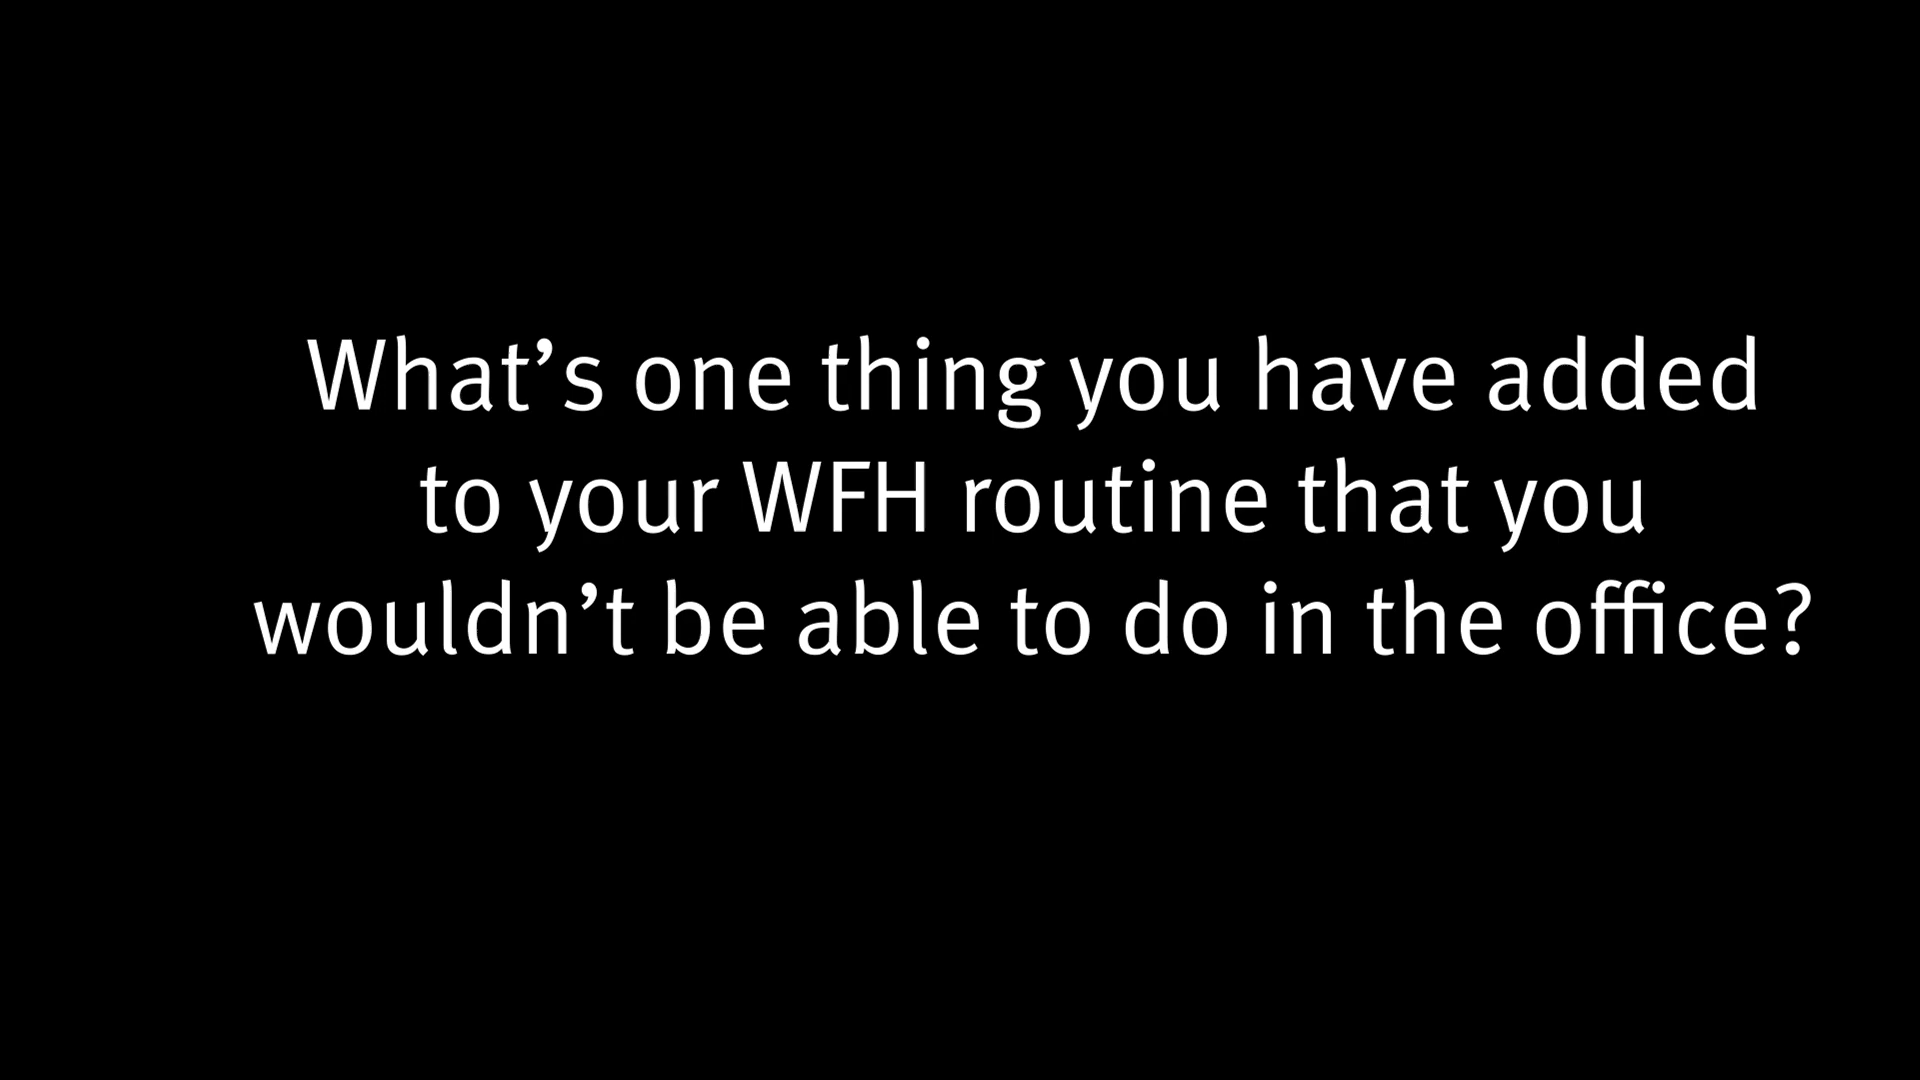 What’s one thing you have added
to your WFH routine that you
wouldn’t be able to do in the office?